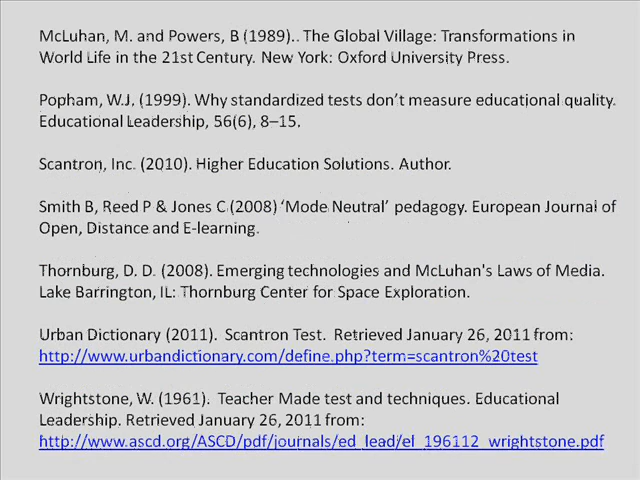 McLuhan, M. and Powers, B (1989).. The Global Village: Transformations in
World Life in the 21st Century. New York: Oxford University Press.
Popham, W.J. (1999). Why standardized tests don't measure educational quality.
Educational Leadership, 56(6), 8–15.
Scantron, Inc. (2010). Higher Education Solutions. Author.
Smith B, Reed P & Jones C (2008) ‘Mode Neutral’ pedagogy. European Journal of
Open, Distance and E-learning.
Thornburg, D. D. (2008). Emerging technologies and McLuhan's Laws of Media.
Lake Barrington, IL: Thornburg Center for Space Exploration.
Urban Dictionary (2011). Scantron Test. Retrieved January 26, 2011 from:
http://www.urbandictionary.com/define.php?term=scantron%20test
Wrightstone, W. (1961). Teacher Made test and techniques. Educational
Leadership. Retrieved January 26, 2011 from:
http://www.ascd.org/ASCD/pdf/journals/ed_lead/el_196112_wrightstone.pdf